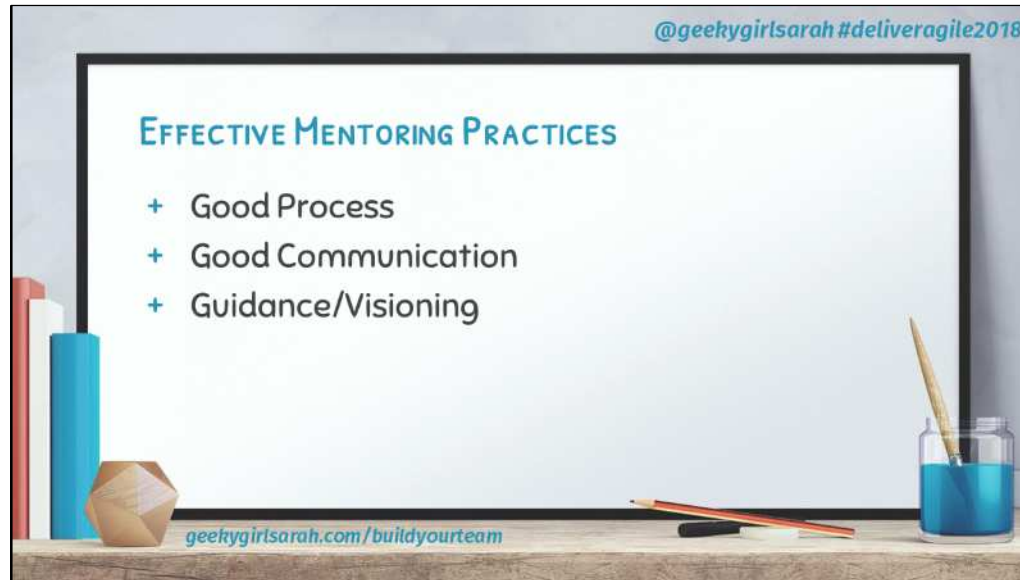 @geekygirlsarah #deliveragile2018
Effective Mentoring Practices
+ Good Process
+ Good Communication
+ Guidance/Visioning
geekygirlsarah.com/buildyourteam